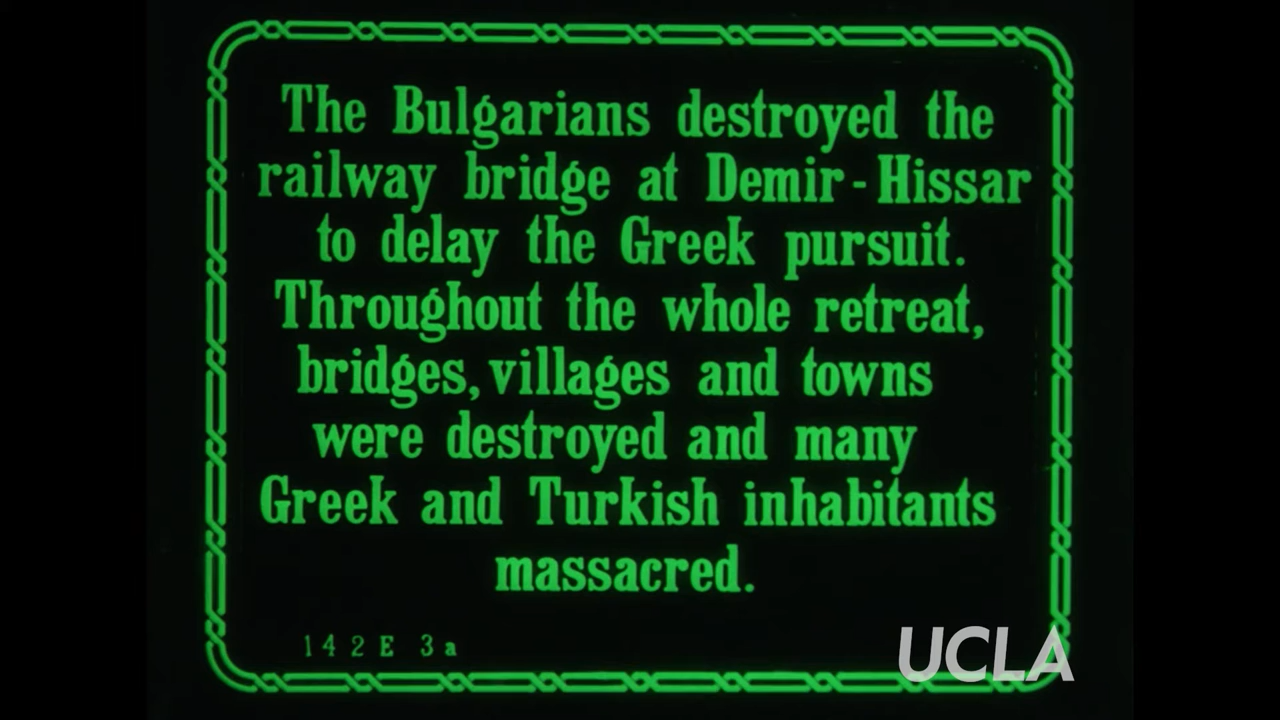 The Bulgarians destroyed the
railway bridge at Demir-Hissar
to delay the Greek pursuit.
Throughout the whole retreat,
bridges, villages and towns
were destroyed and many
Greek and Turkish inhabitants
massacred.
142E 3a
UCLA